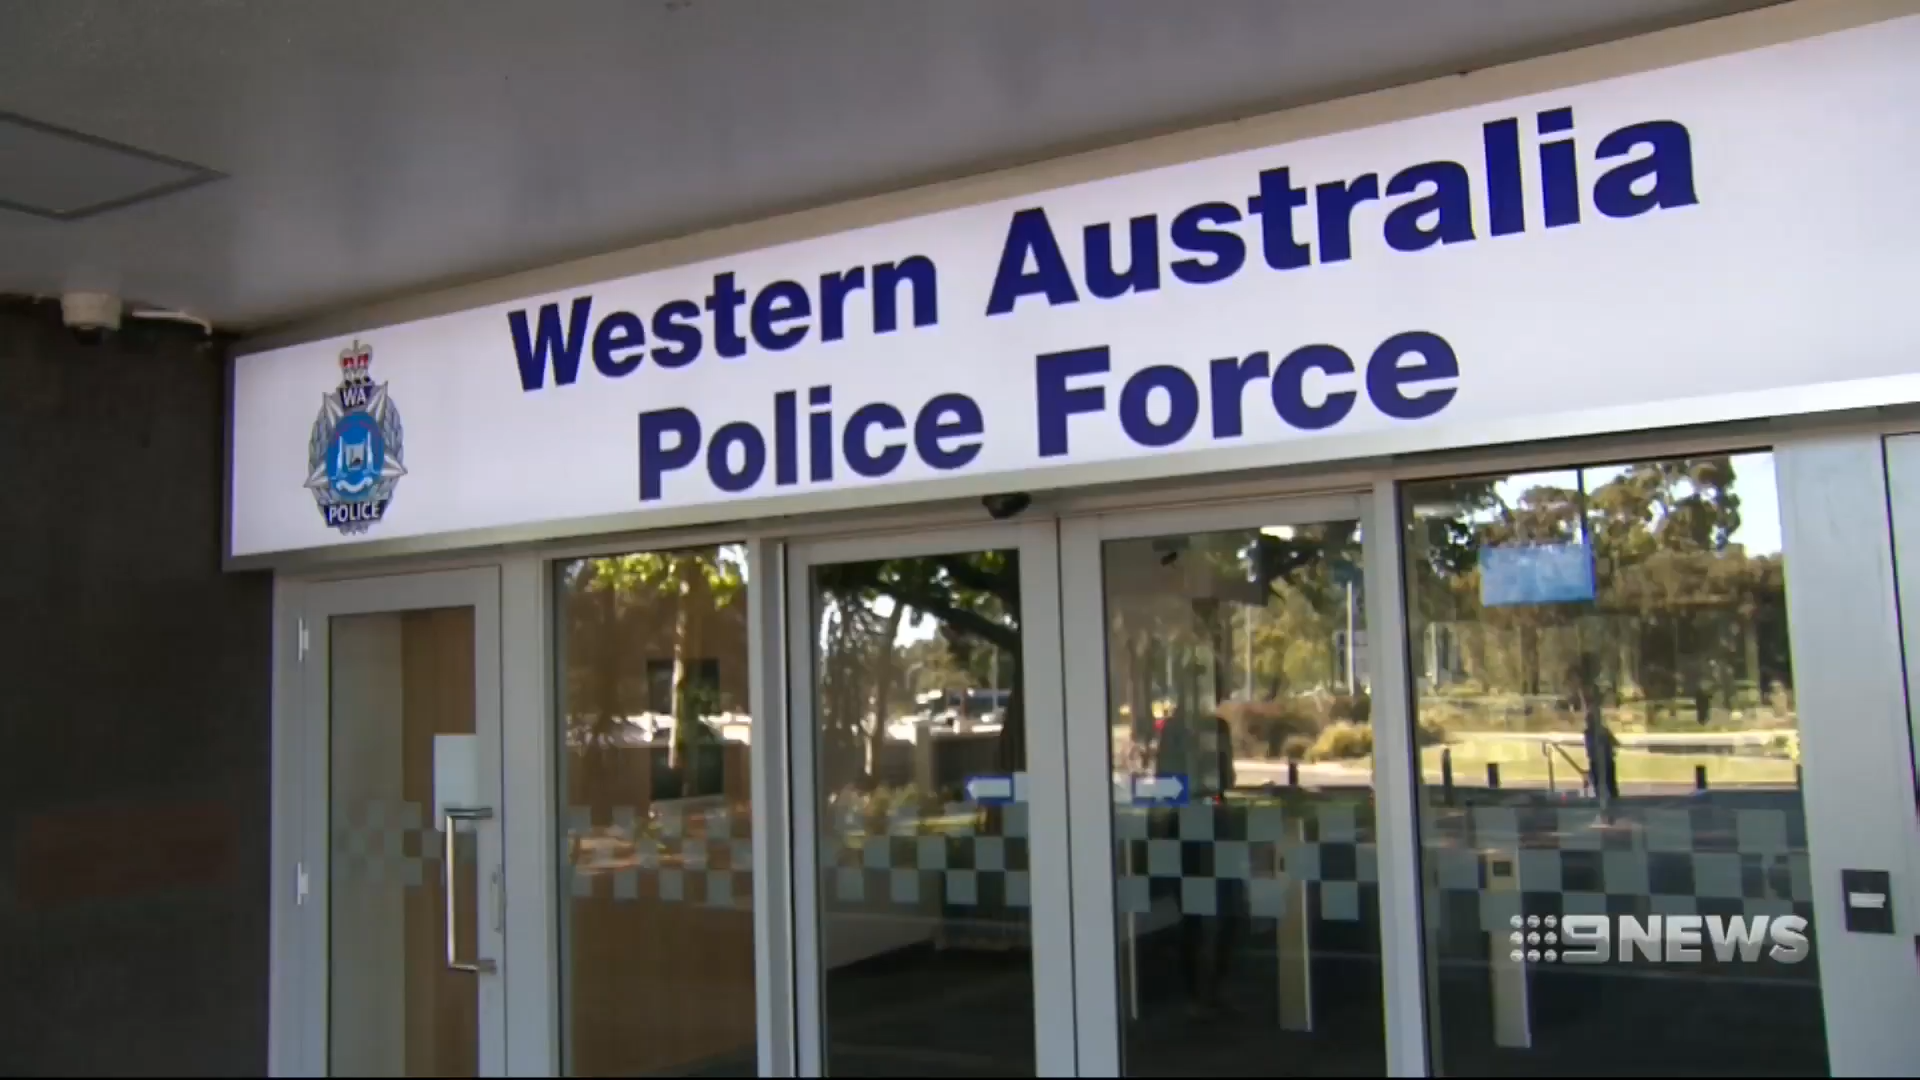 Western Australia
Police Force
WA
POLICE
9NEWS